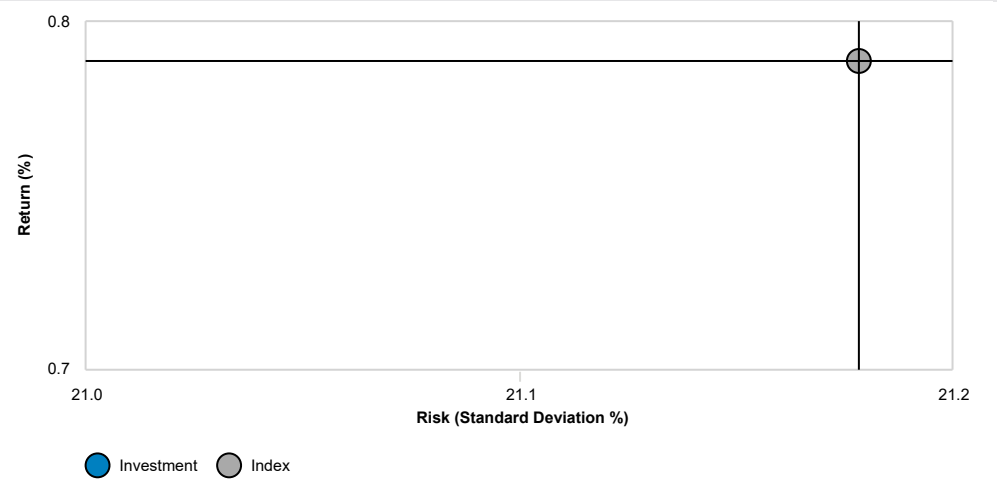 0.8
Return (%)
0.7
21.0 21.1 21.2
Risk (Standard Deviation %)
Investment Index